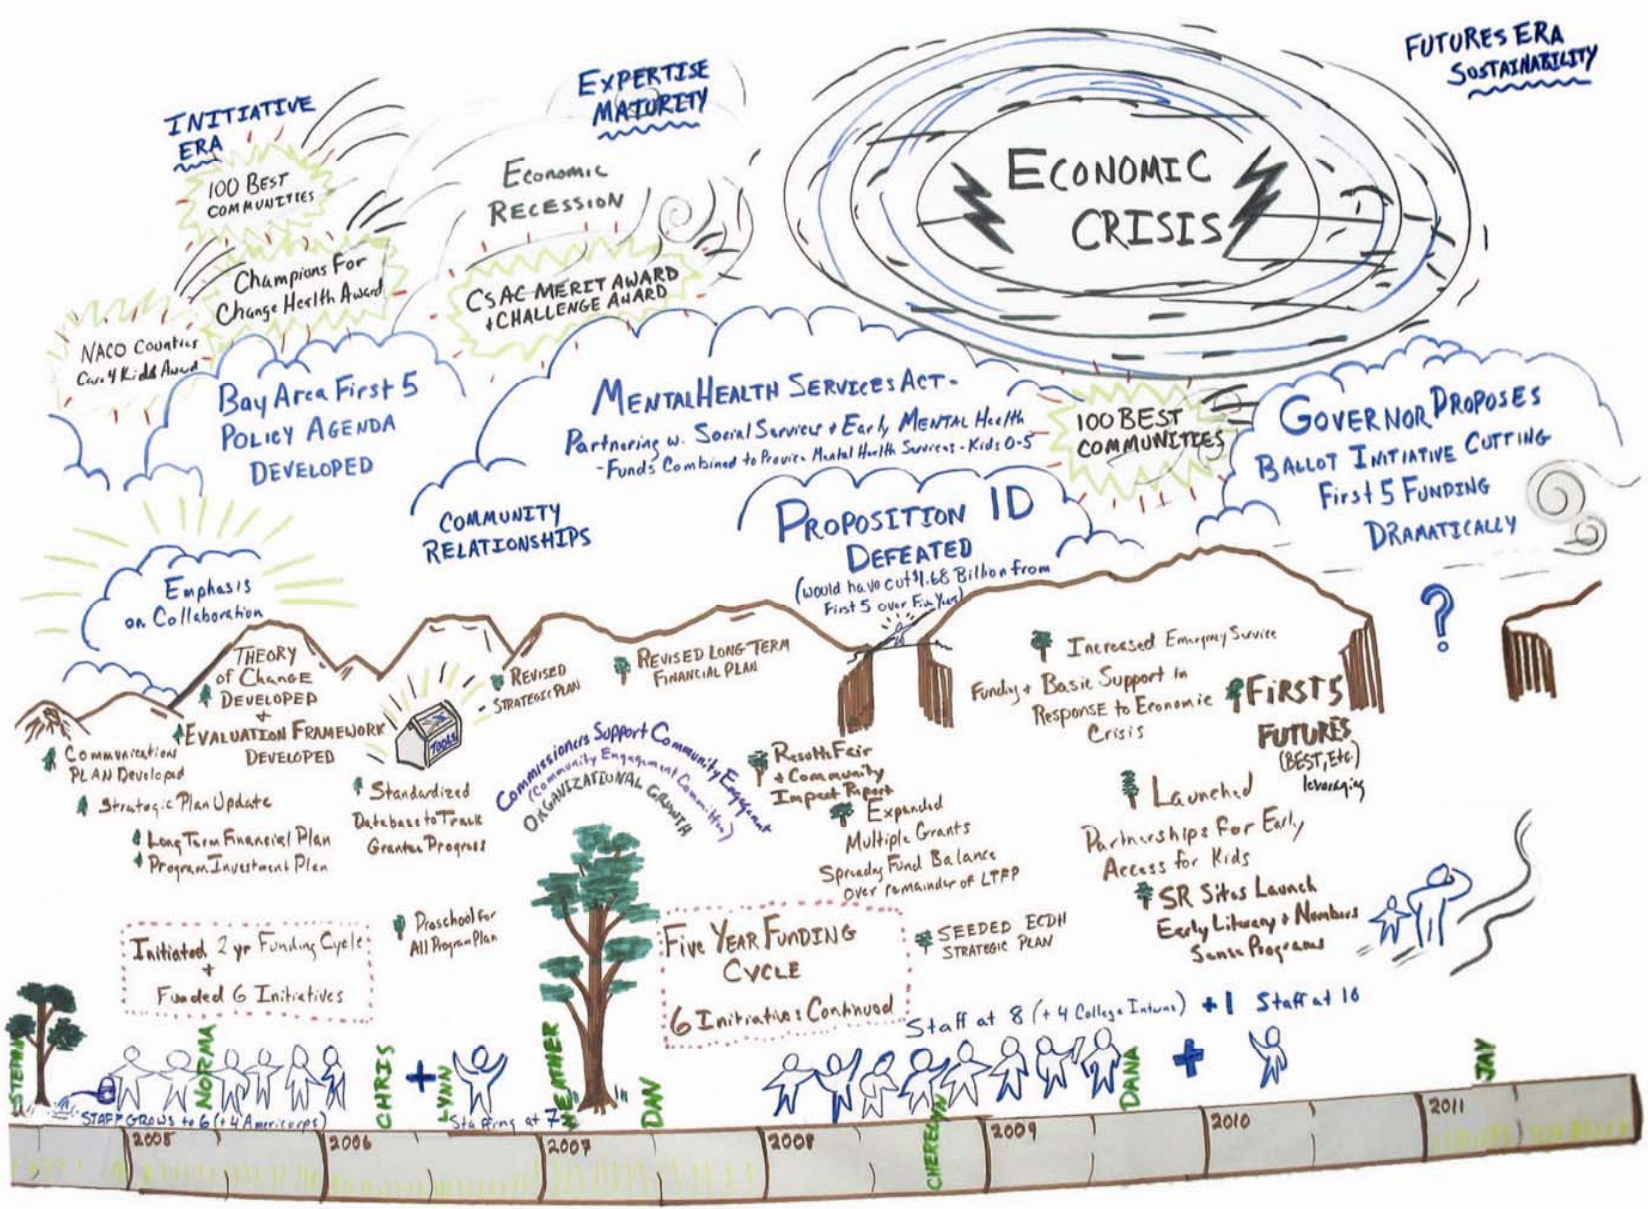 INITIATIVE
ERA
EXPERTISE
MATURITY
FUTURES ERA
SUSTAINABILITY
100 BEST
COMMUNITIES
Champions For
Change Health Award
NACO Counties
Care 4 Kids Award
Economic
RECESSION
CSAC MERIT AWARD
+ CHALLENGE AWARD
ECONOMIC
CRISIS
Bay Area First 5
POLICY AGENDA
DEVELOPED
MENTAL HEALTH SERVICES ACT -
Partnering w. Social Services + Early MENTAL Health
- Funds Combined to Provide Mental Health Services - Kids 0-5
100 BEST
COMMUNITIES
GOVERNOR PROPOSES
BALLOT INITIATIVE CUTTING
First 5 FUNDING
DRAMATICALLY
COMMUNITY
RELATIONSHIPS
PROPOSITION 1D
DEFEATED
(would have cut $1.68 Billion from
First 5 over Five Years)
Emphasis
on Collaboration
?
THEORY
of Change
DEVELOPED
+
EVALUATION FRAMEWORK
DEVELOPED
Communications
PLAN Developed
Strategic Plan Update
Long Term Financial Plan
Program Investment Plan
TOOLS
Standardized
Database to Track
Grantee Progress
REVISED
STRATEGIC PLAN
REVISED LONG TERM
FINANCIAL PLAN
Commissioners Support Community Engagement
(Community Engagement Committee)
ORGANIZATIONAL GROWTH
Results Fair
+ Community
Impact Report
Expanded
Multiple Grants
Spreading Fund Balance
over remainder of LTFP
Increased Emergency Service
Funding + Basic Support in
Response to Economic
Crisis
FIRST 5
FUTURES
(BEST, Etc.)
leveraging
Launched
Partnerships for Early
Access for Kids
SR Sites Launch
Early Literacy + Numbers
Sense Programs
Initiated 2 yr Funding Cycle
+
Funded 6 Initiatives
Preschool for
All Program Plan
Five YEAR FUNDING
CYCLE
6 Initiatives Continued
SEEDED ECDH
STRATEGIC PLAN
Staff at 8 (+ 4 College Interns) + 1 Staff at 10
NORMA
CHRIS
+
LYNN
HEATHER
DAN
CHERELYN
DANA
+
JAY
STAFF GROWS to 6 (+ 4 Americorps)
Staffing at 7
2005
2006
2007
2008
2009
2010
2011